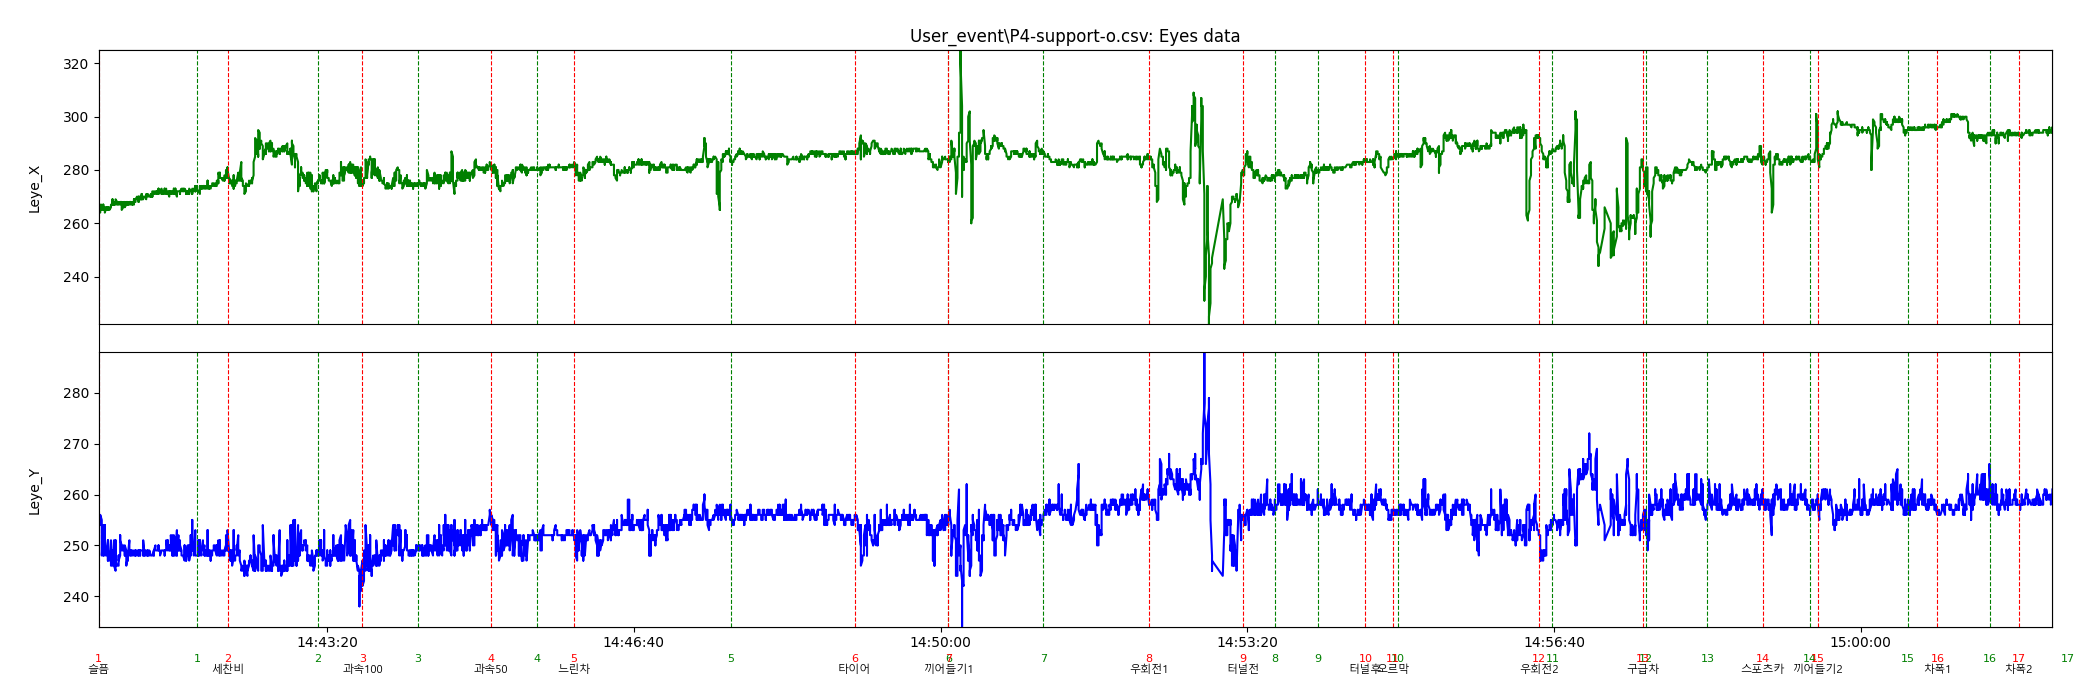 User_event\P4-support-o.csv: Eyes data
Leye_X
320
300
280
260
240
Leye_Y
280
270
260
250
240
14:43:20 14:46:40 14:50:00 14:53:20 14:56:40 15:00:00
1 1 2 2 3 3 4 4 5 5 7 8 8 9 9 10 10 12 11 13 14 14 15 15 16 16 17 17
슬픔 세찬비 과속100 과속50 느린차 타이어 끼어들기1 우회전1 터널전 터널후 오르막 우회전2 구급차 스포츠카 끼어들기2 차폭1 차폭2